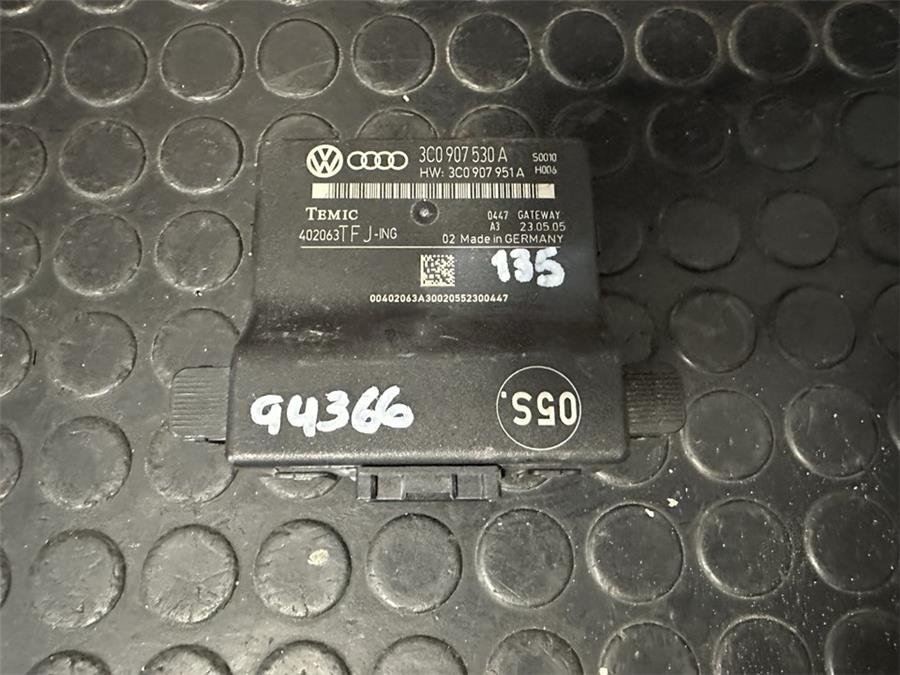 3C0 907 530 A S0010
HW: 3C0 907 951 A H006
TEMIC 0447 GATEWAY
A3 23.05.05
402063TFJ-ING 02 Made in GERMANY
135
00402063A30020552300447
94366
05S.